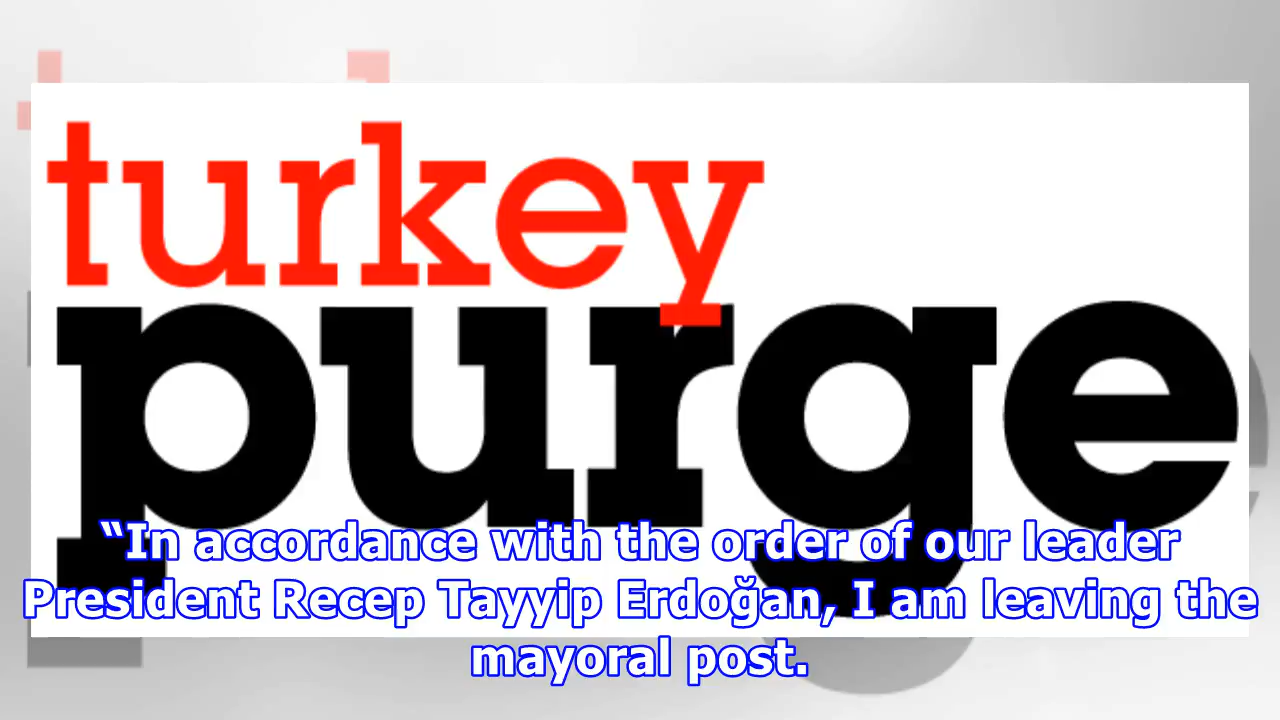 turkey
purge
“In accordance with the order of our leader
President Recep Tayyip Erdoğan, I am leaving the
mayoral post.